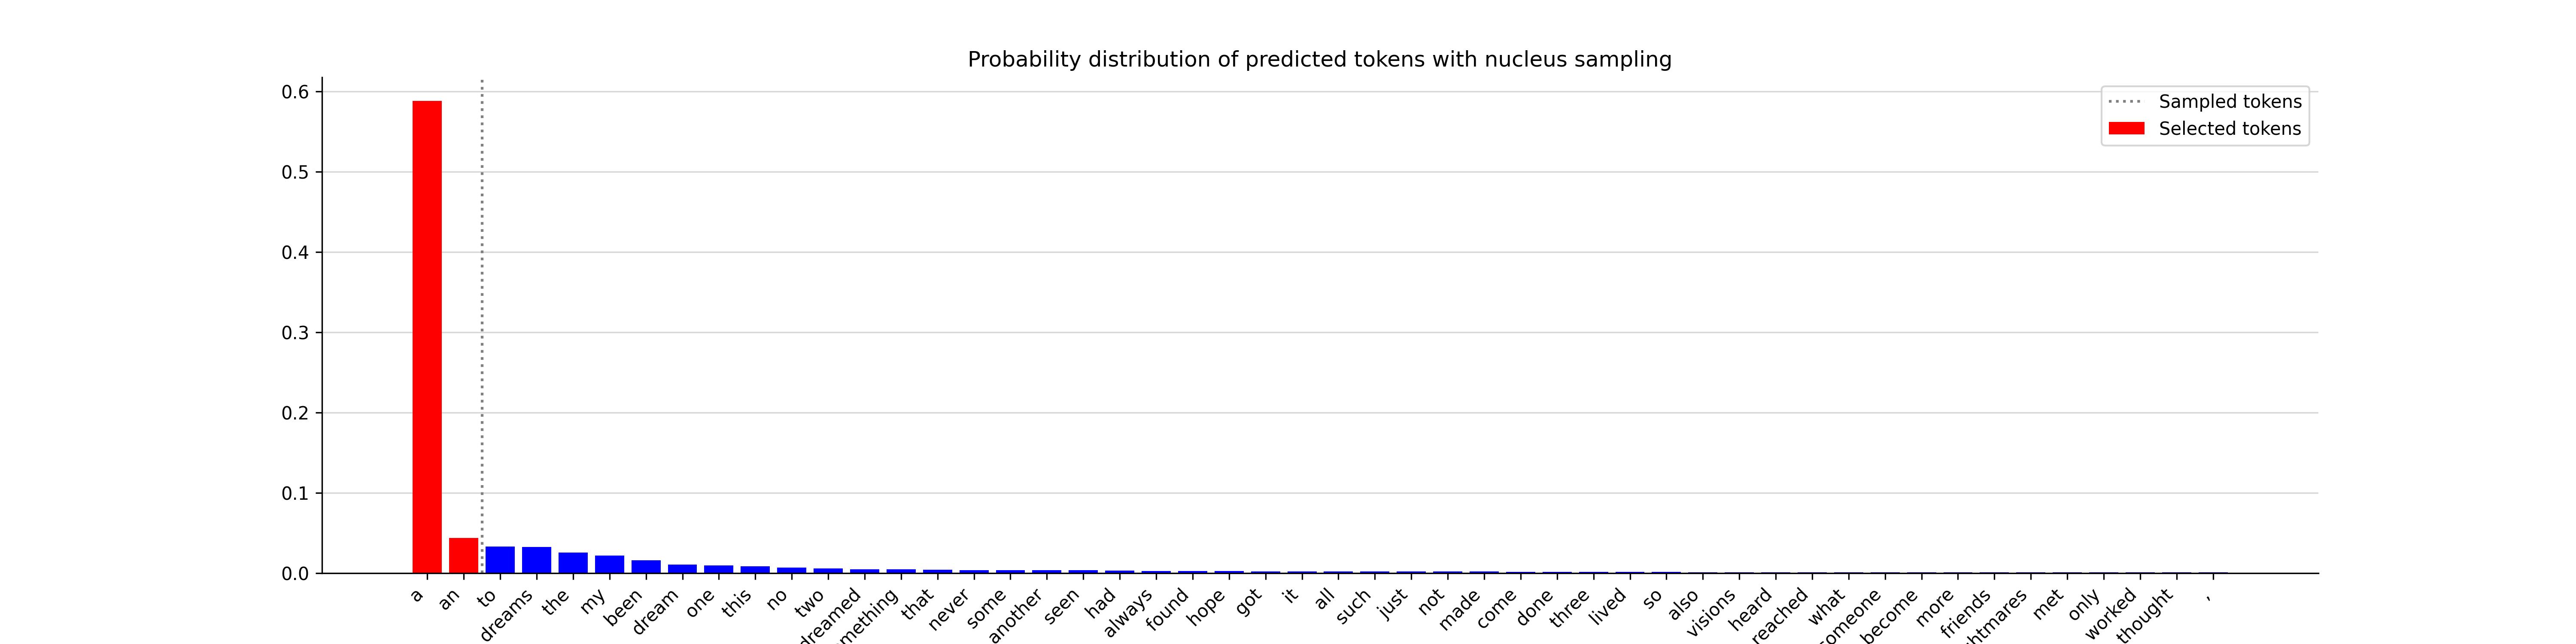 Probability distribution of predicted tokens with nucleus sampling
Sampled tokens
Selected tokens
0.6
0.5
0.4
0.3
0.2
0.1
0.0
a
an
to
dreams
the
my
been
dream
one
this
no
two
dreamed
mething
that
never
some
another
seen
had
always
found
hope
got
it
all
such
just
not
made
come
done
three
lived
so
also
visions
heard
reached
what
omeone
become
more
friends
htmares
met
only
worked
thought
,